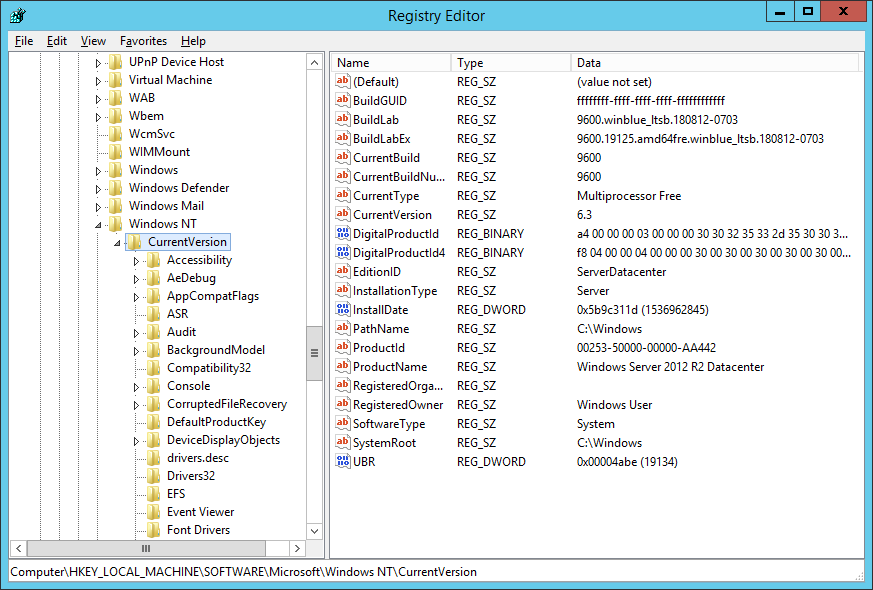 Registry Editor
File Edit View Favorites Help
UPnP Device Host
Virtual Machine
WAB
Wbem
WcmSvc
WIMMount
Windows
Windows Defender
Windows Mail
Windows NT
CurrentVersion
Accessibility
AeDebug
AppCompatFlags
ASR
Audit
BackgroundModel
Compatibility32
Console
CorruptedFileRecovery
DefaultProductKey
DeviceDisplayObjects
drivers.desc
Drivers32
EFS
Event Viewer
Font Drivers
Name Type Data
(Default) REG_SZ (value not set)
BuildGUID REG_SZ ffffffff-ffff-ffff-ffff-ffffffffffff
BuildLab REG_SZ 9600.winblue_ltsb.180812-0703
BuildLabEx REG_SZ 9600.19125.amd64fre.winblue_ltsb.180812-0703
CurrentBuild REG_SZ 9600
CurrentBuildNu... REG_SZ 9600
CurrentType REG_SZ Multiprocessor Free
CurrentVersion REG_SZ 6.3
DigitalProductId REG_BINARY a4 00 00 00 03 00 00 00 30 30 32 35 33 2d 35 30 30 3...
DigitalProductId4 REG_BINARY f8 04 00 00 04 00 00 00 30 00 30 00 30 00 30 00 30 00...
EditionID REG_SZ ServerDatacenter
InstallationType REG_SZ Server
InstallDate REG_DWORD 0x5b9c311d (1536962845)
PathName REG_SZ C:\Windows
ProductId REG_SZ 00253-50000-00000-AA442
ProductName REG_SZ Windows Server 2012 R2 Datacenter
RegisteredOrga... REG_SZ
RegisteredOwner REG_SZ Windows User
SoftwareType REG_SZ System
SystemRoot REG_SZ C:\Windows
UBR REG_DWORD 0x00004abe (19134)
Computer\HKEY_LOCAL_MACHINE\SOFTWARE\Microsoft\Windows NT\CurrentVersion